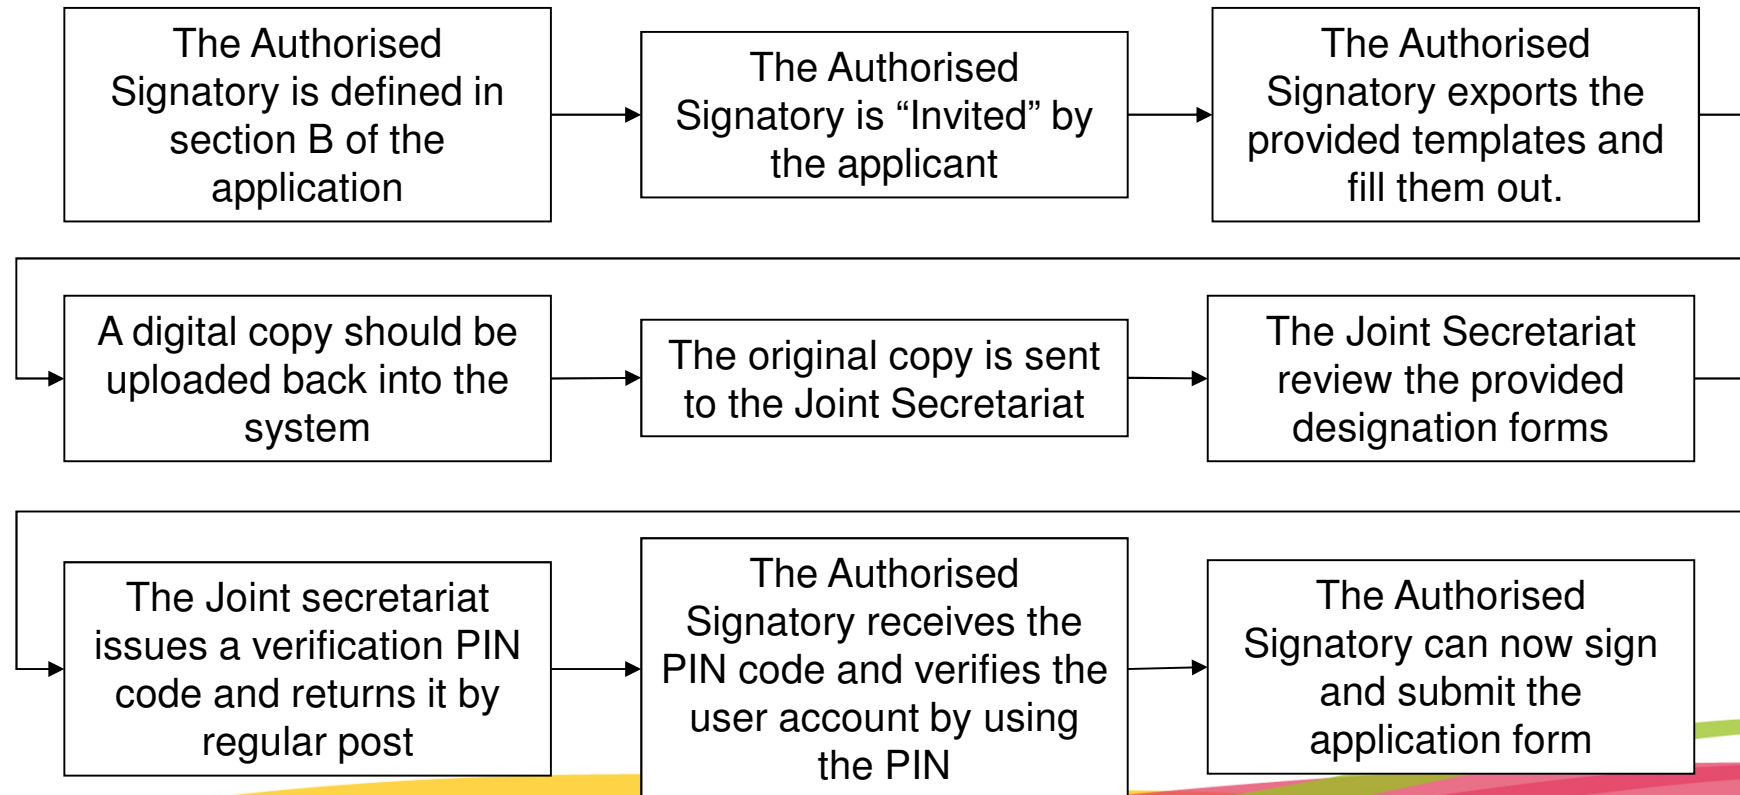 The Authorised
Signatory is defined in
section B of the
application
The Authorised
Signatory is “Invited” by
the applicant
The Authorised
Signatory exports the
provided templates and
fill them out.
A digital copy should be
uploaded back into the
system
The original copy is sent
to the Joint Secretariat
The Joint Secretariat
review the provided
designation forms
The Joint secretariat
issues a verification PIN
code and returns it by
regular post
The Authorised
Signatory receives the
PIN code and verifies the
user account by using
the PIN
The Authorised
Signatory can now sign
and submit the
application form